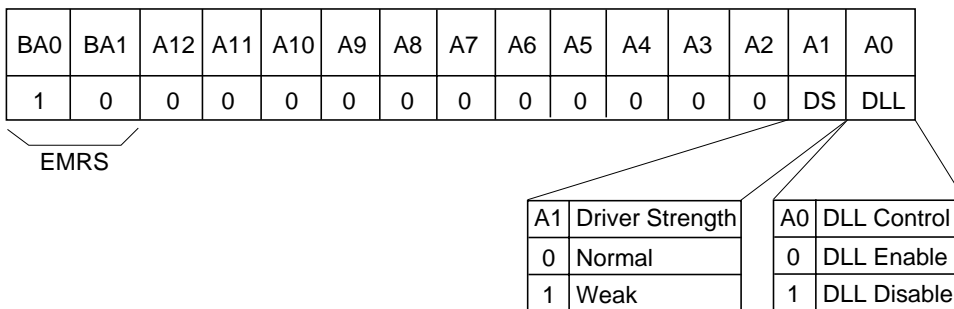 BA0 BA1 A12 A11 A10 A9 A8 A7 A6 A5 A4 A3 A2 A1 A0
1 0 0 0 0 0 0 0 0 0 0 0 0 DS DLL
EMRS
A1 Driver Strength A0 DLL Control
0 Normal 0 DLL Enable
1 Weak 1 DLL Disable